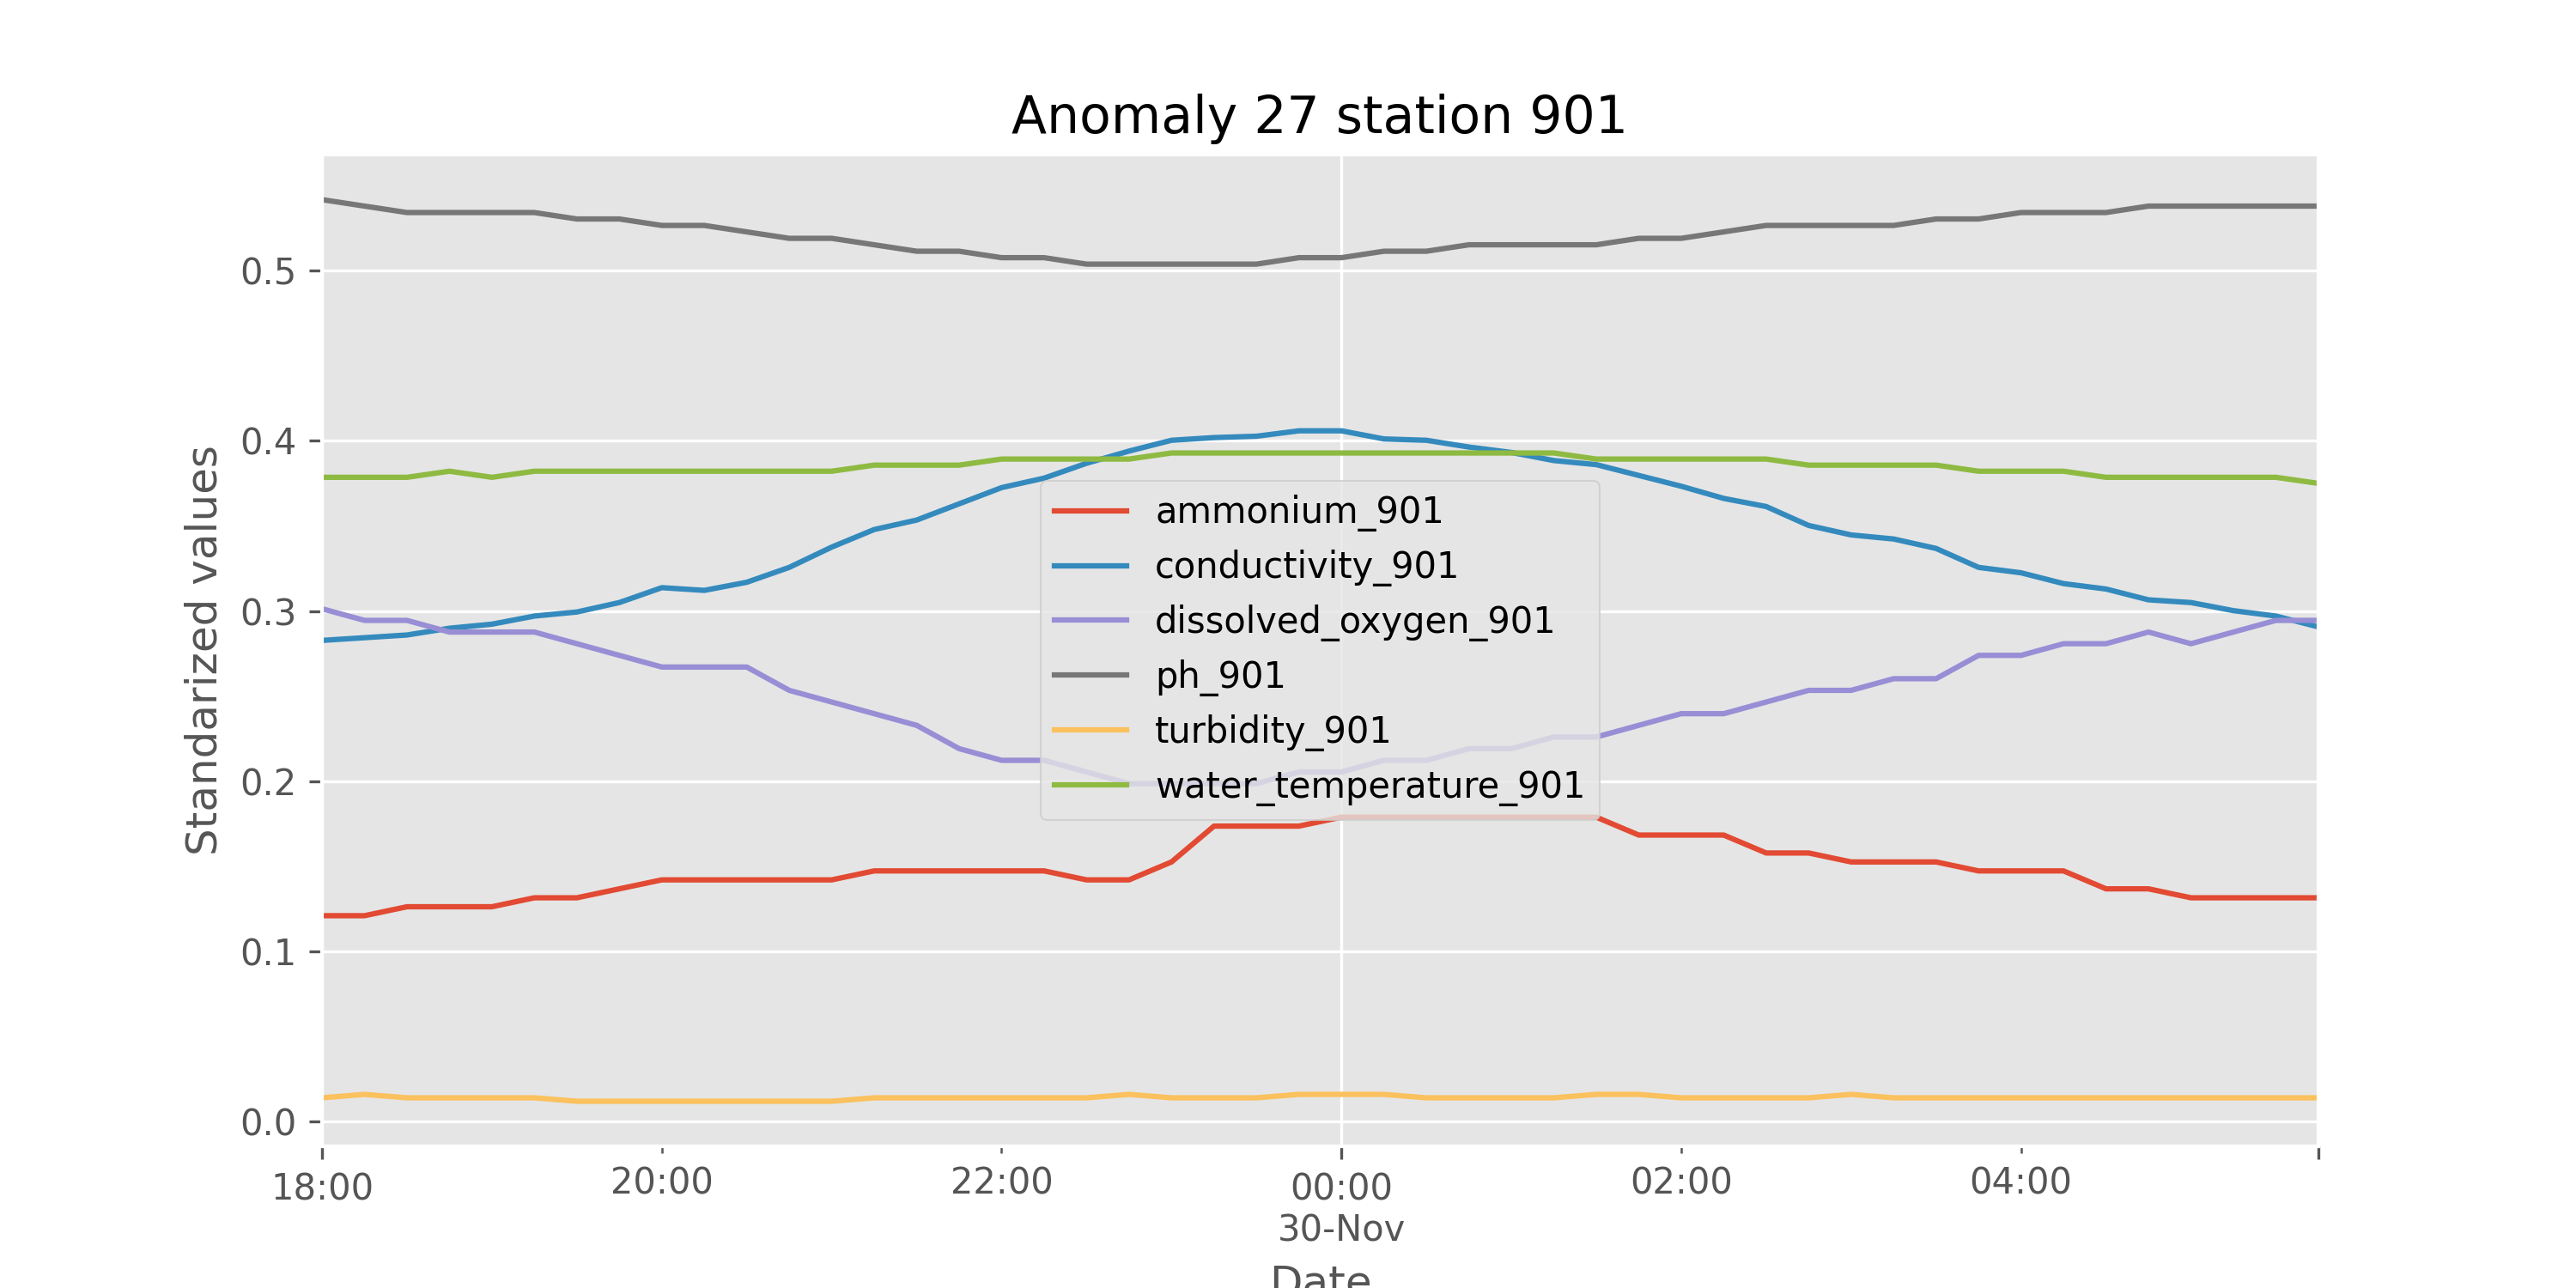 Anomaly 27 station 901
Standarized values
0.5
0.4
0.3
0.2
0.1
0.0
ammonium_901
conductivity_901
dissolved_oxygen_901
ph_901
turbidity_901
water_temperature_901
18:00 20:00 22:00 00:00 02:00 04:00
30-Nov
Date